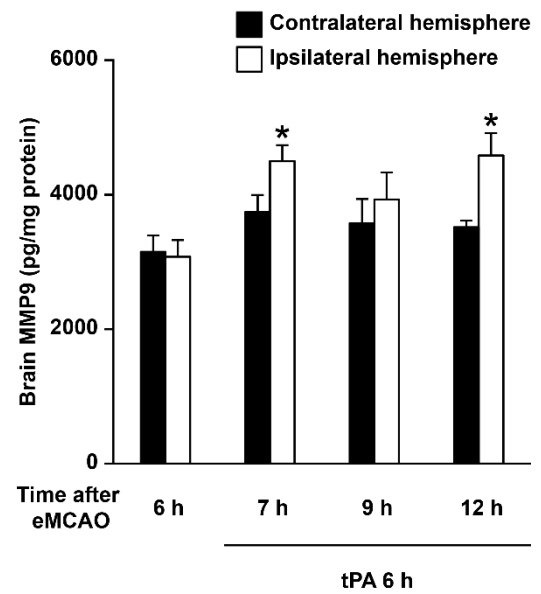 Contralateral hemisphere
Ipsilateral hemisphere
Brain MMP9 (pg/mg protein)
6000
4000
2000
0
*
*
Time after
eMCAO
6 h
7 h
9 h
12 h
tPA 6 h